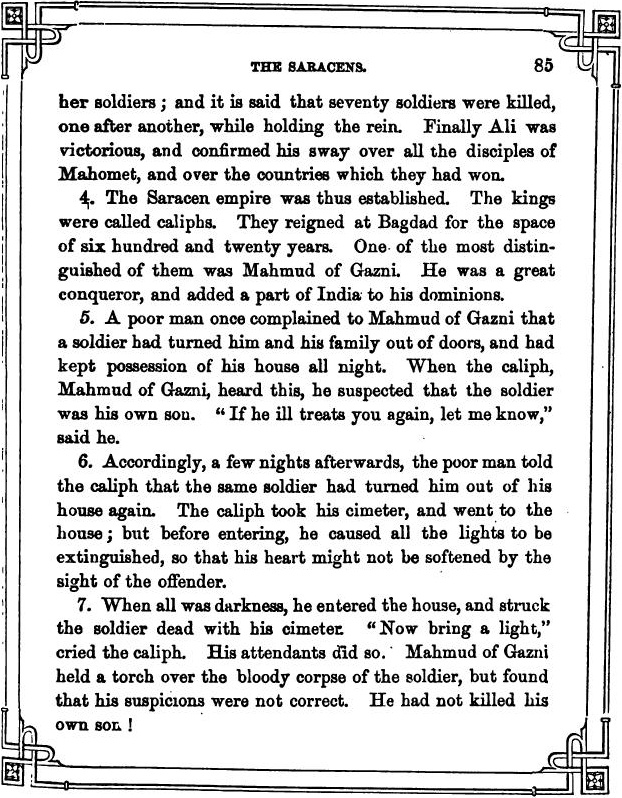 THE SARACENS. 85
her soldiers; and it is said that seventy soldiers were killed,
one after another, while holding the rein. Finally Ali was
victorious, and confirmed his sway over all the disciples of
Mahomet, and over the countries which they had won.
4. The Saracen empire was thus established. The kings
were called caliphs. They reigned at Bagdad for the space
of six hundred and twenty years. One of the most distin-
guished of them was Mahmud of Gazni. He was a great
conqueror, and added a part of India to his dominions.
5. A poor man once complained to Mahmud of Gazni that
a soldier had turned him and his family out of doors, and had
kept possession of his house all night. When the caliph,
Mahmud of Gazni, heard this, he suspected that the soldier
was his own son. "If he ill treats you again, let me know,"
said he.
6. Accordingly, a few nights afterwards, the poor man told
the caliph that the same soldier had turned him out of his
house again. The caliph took his cimeter, and went to the
house; but before entering, he caused all the lights to be
extinguished, so that his heart might not be softened by the
sight of the offender.
7. When all was darkness, he entered the house, and struck
the soldier dead with his cimeter. "Now bring a light,"
cried the caliph. His attendants did so. Mahmud of Gazni
held a torch over the bloody corpse of the soldier, but found
that his suspicions were not correct. He had not killed his
own son!